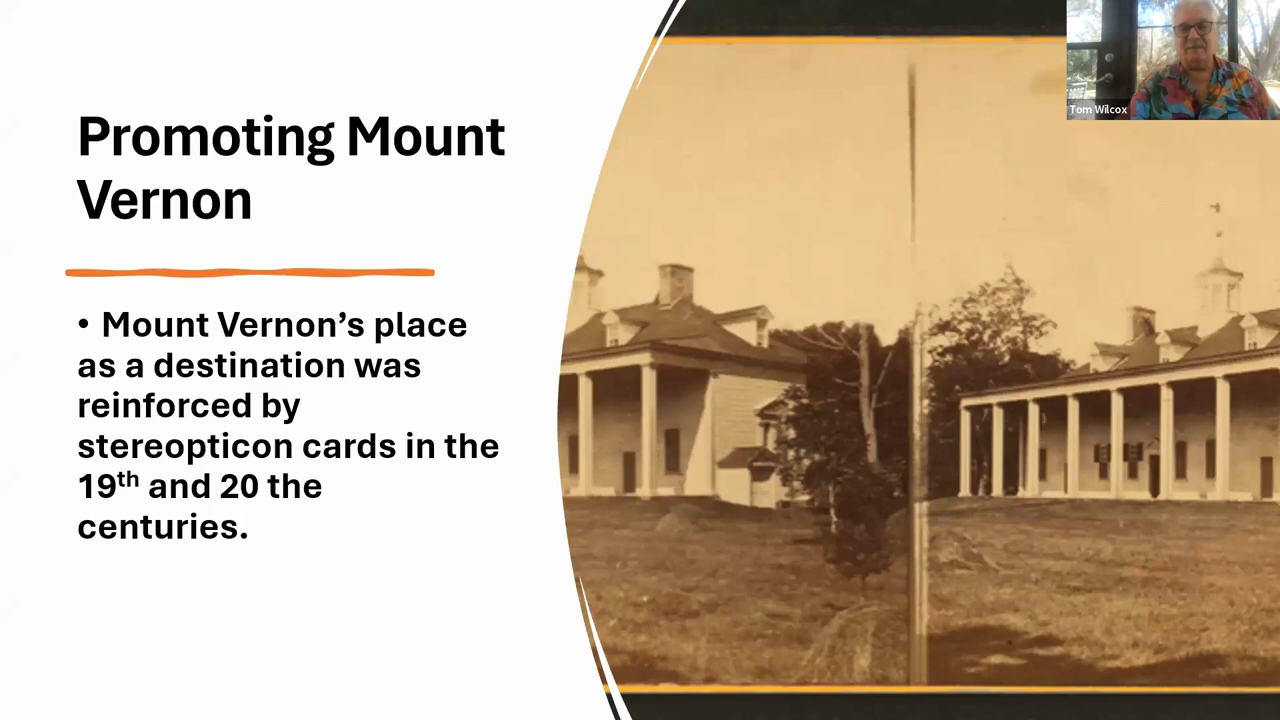 Promoting Mount
Vernon
• Mount Vernon’s place
as a destination was
reinforced by
stereopticon cards in the
19th and 20 the
centuries.
Tom Wilcox